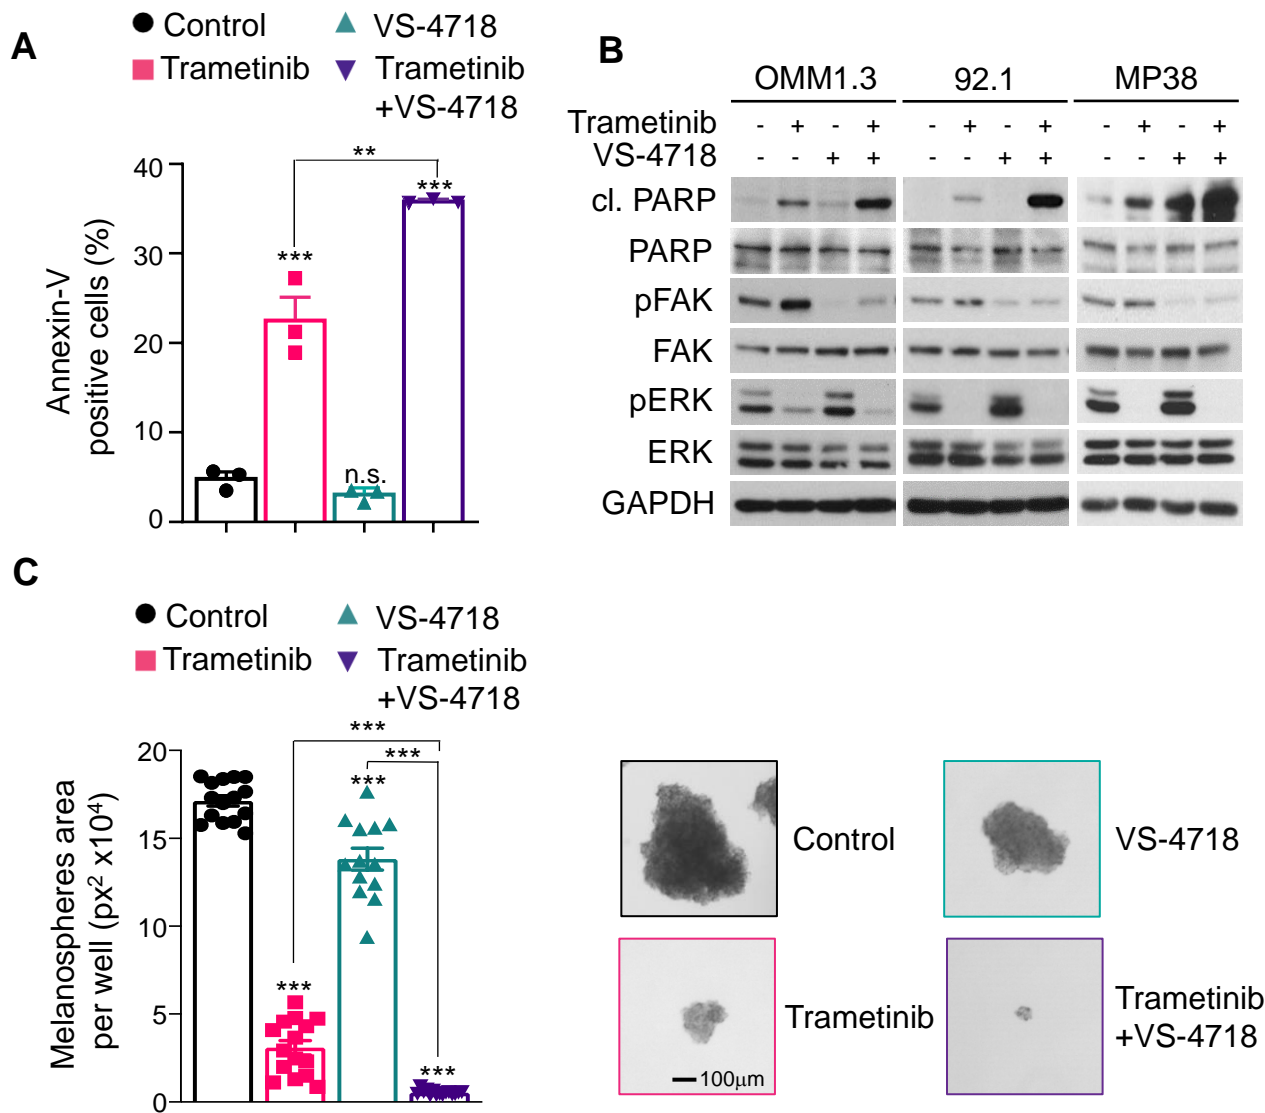 A
Control
VS-4718
Trametinib
Trametinib
+VS-4718
Annexin-V
positive cells (%)
40
30
20
10
0
***
n.s.
***
**
B
OMM1.3 92.1 MP38
Trametinib - + - + - + - + - + - +
VS-4718 - - + + - - + + - - + +
cl. PARP
PARP
pFAK
FAK
pERK
ERK
GAPDH
C
Control
VS-4718
Trametinib
Trametinib
+VS-4718
Melanospheres area
per well (px² x10⁴)
20
15
10
5
0
***
***
***
***
***
Control
VS-4718
Trametinib
100µm
Trametinib
+VS-4718